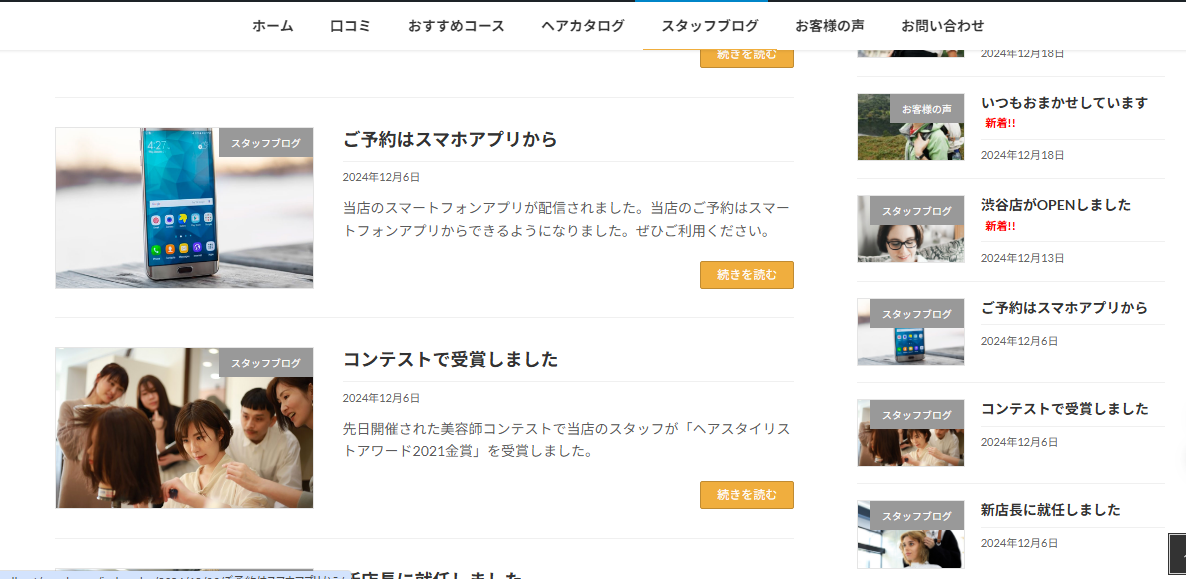 ホーム
口コミ
おすすめコース
ヘアカタログ
スタッフブログ
お客様の声
お問い合わせ
続きを読む
スタッフブログ
ご予約はスマホアプリから
2024年12月6日
当店のスマートフォンアプリが配信されました。当店のご予約はスマー
トフォンアプリからできるようになりました。ぜひご利用ください。
続きを読む
スタッフブログ
コンテストで受賞しました
2024年12月6日
先日開催された美容師コンテストで当店のスタッフが「ヘアスタイリス
トアワード2021金賞」を受賞しました。
続きを読む
新店長に就任しました
2024年12月18日
お客様の声
いつもおまかせしています
新着!!
2024年12月18日
スタッフブログ
渋谷店がOPENしました
新着!!
2024年12月13日
スタッフブログ
ご予約はスマホアプリから
2024年12月6日
スタッフブログ
コンテストで受賞しました
2024年12月6日
スタッフブログ
新店長に就任しました
2024年12月6日